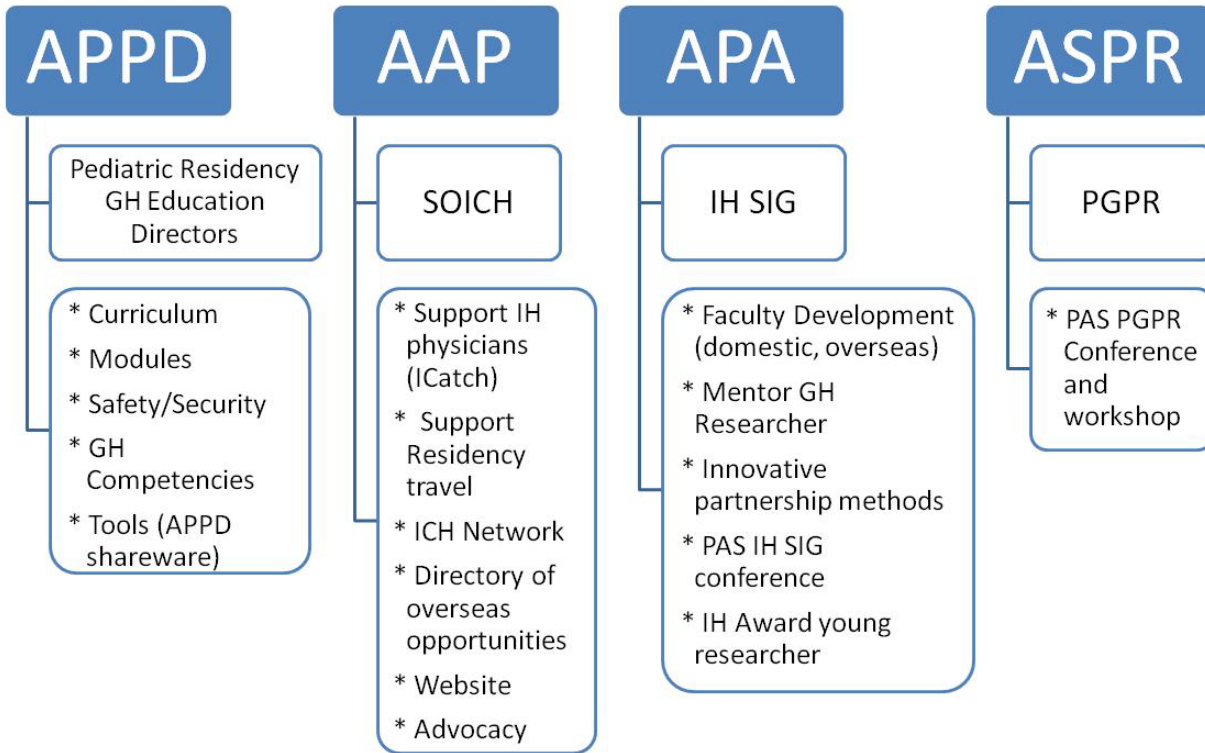 APPD
Pediatric Residency
GH Education
Directors
* Curriculum
* Modules
* Safety/Security
* GH
Competencies
* Tools (APPD
shareware)
AAP
SOICH
* Support IH
physicians
(ICatch)
* Support
Residency
travel
* ICH Network
* Directory of
overseas
opportunities
* Website
* Advocacy
APA
IH SIG
* Faculty Development
(domestic, overseas)
* Mentor GH
Researcher
* Innovative
partnership methods
* PAS IH SIG
conference
* IH Award young
researcher
ASPR
PGPR
* PAS PGPR
Conference
and
workshop